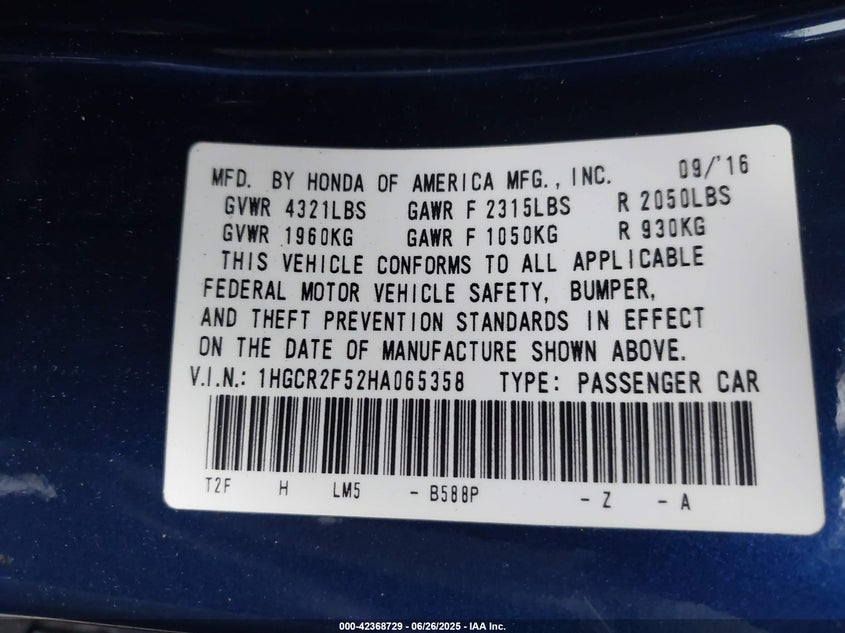 MFD. BY HONDA OF AMERICA MFG., INC. 09/'16
GVWR 4321LBS GAWR F 2315LBS R 2050LBS
GVWR 1960KG GAWR F 1050KG R 930KG
THIS VEHICLE CONFORMS TO ALL APPLICABLE
FEDERAL MOTOR VEHICLE SAFETY, BUMPER,
AND THEFT PREVENTION STANDARDS IN EFFECT
ON THE DATE OF MANUFACTURE SHOWN ABOVE.
V.I.N.: 1HGCR2F52HA065358 TYPE: PASSENGER CAR
T2F H LM5 - B588P - Z - A
000-42368729 - 06/26/2025 - IAA Inc.